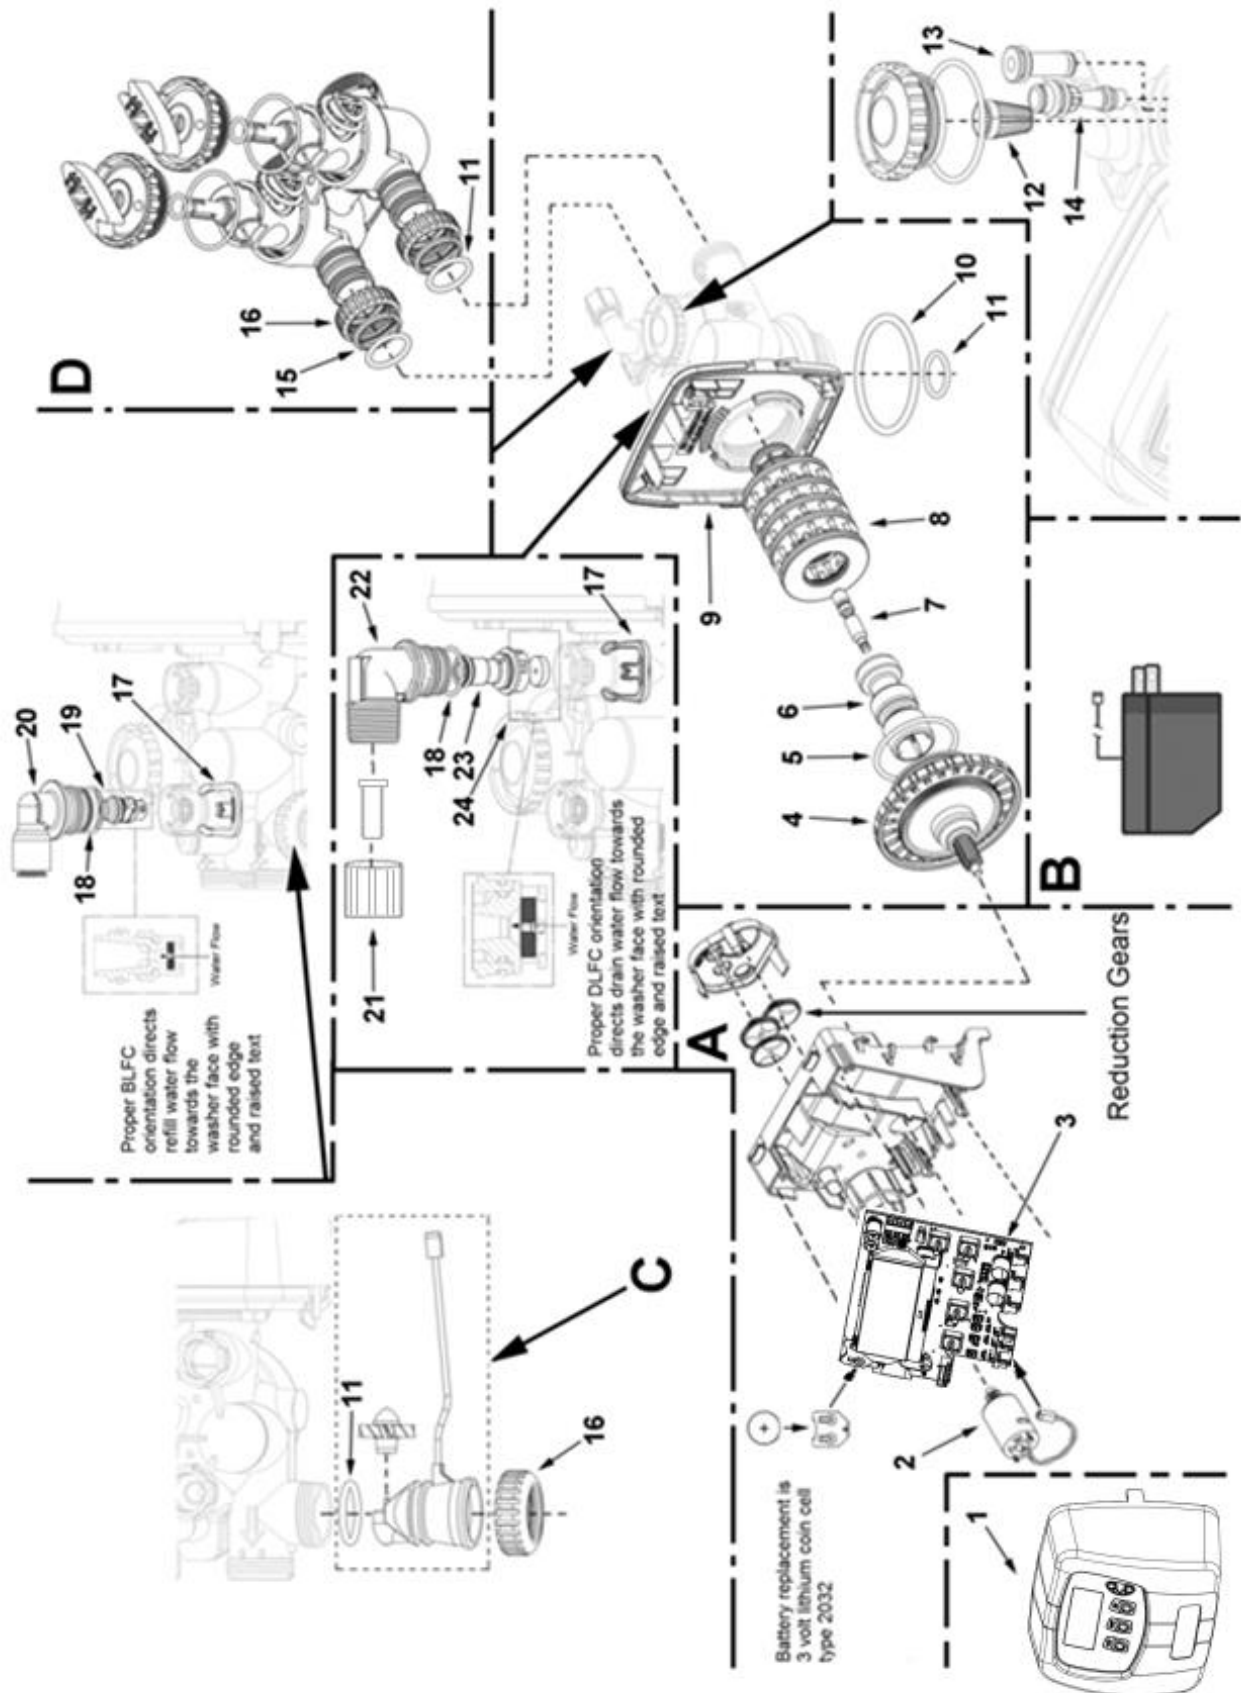 11
16
C
Proper BLFC
orientation directs
refill water flow
towards the
washer face with
rounded edge
and raised text
Water Flow
20
19
18
17
D
16
15
11
21
22
18
23
24
17
Water Flow
Proper DLFC orientation
directs drain water flow towards
the washer face with rounded
edge and raised text
A
Battery replacement is
3 volt lithium coin cell
type 2032
2
3
Reduction Gears
9
6
5
4
7
8
10
11
B
13
12
14
1